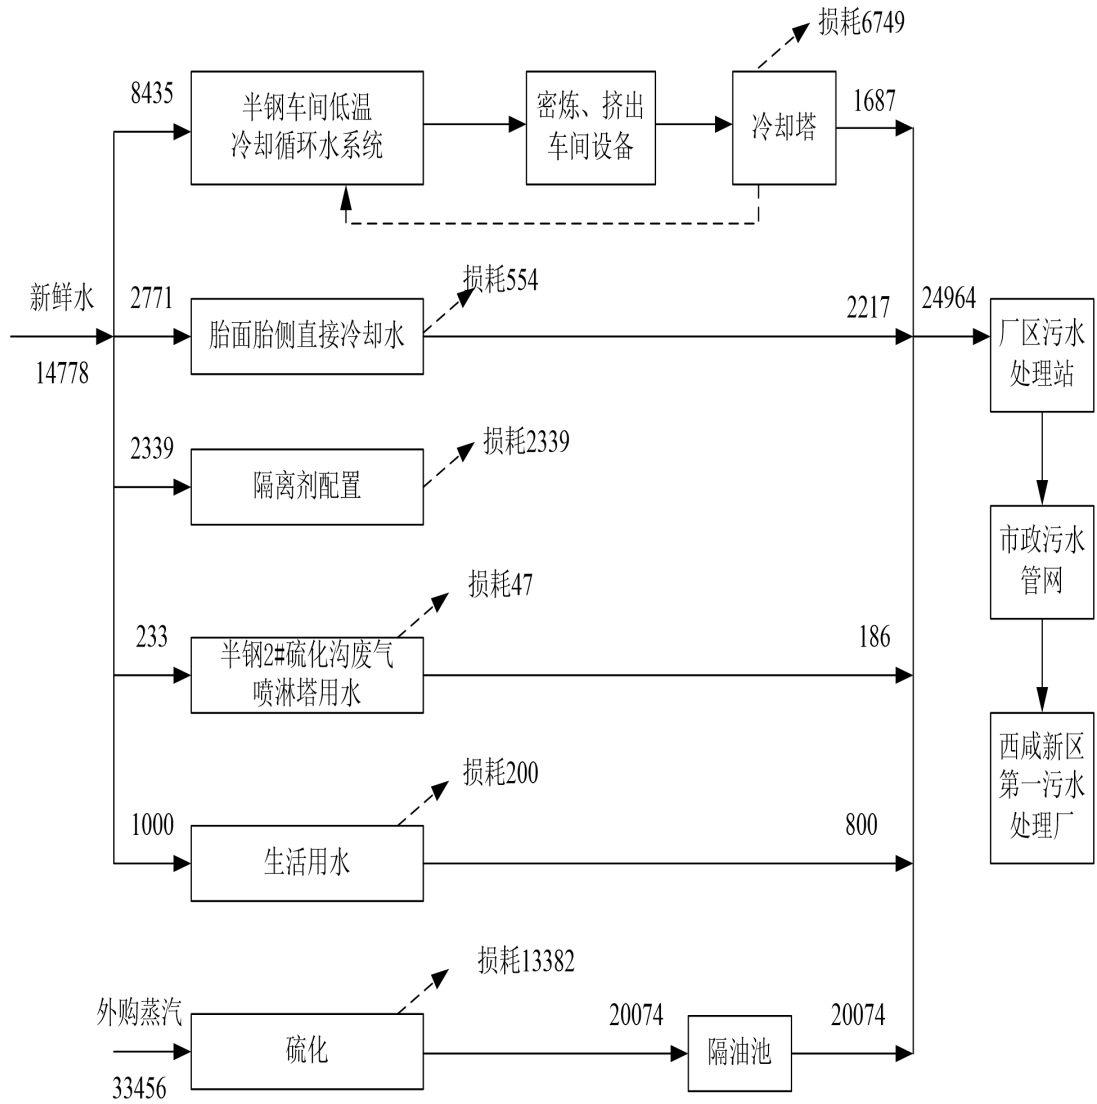 损耗6749
8435
半钢车间低温
冷却循环水系统
密炼、挤出
车间设备
冷却塔
1687
新鲜水
14778
2771
胎面胎侧直接冷却水
损耗554
2217
24964
厂区污水
处理站
2339
隔离剂配置
损耗2339
市政污水
管网
233
半钢2#硫化沟废气
喷淋塔用水
损耗47
186
西咸新区
第一污水
处理厂
1000
生活用水
损耗200
800
外购蒸汽
33456
硫化
损耗13382
20074
隔油池
20074